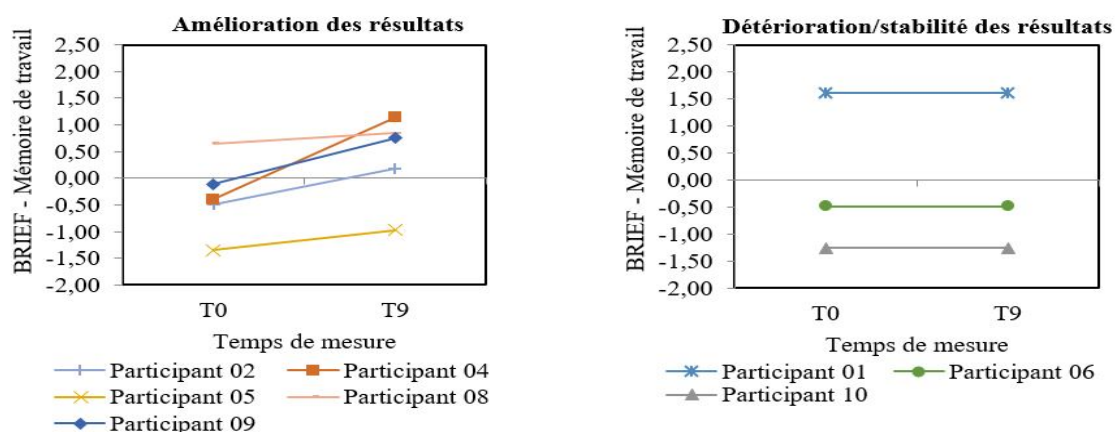 Amélioration des résultats
BRIEF - Mémoire de travail
2,50
2,00
1,50
1,00
0,50
0,00
-0,50
-1,00
-1,50
-2,00
T0 T9
Temps de mesure
Participant 02 Participant 04
Participant 05 Participant 08
Participant 09
Détérioration/stabilité des résultats
BRIEF - Mémoire de travail
2,50
2,00
1,50
1,00
0,50
0,00
-0,50
-1,00
-1,50
-2,00
T0 T9
Temps de mesure
Participant 01 Participant 06
Participant 10